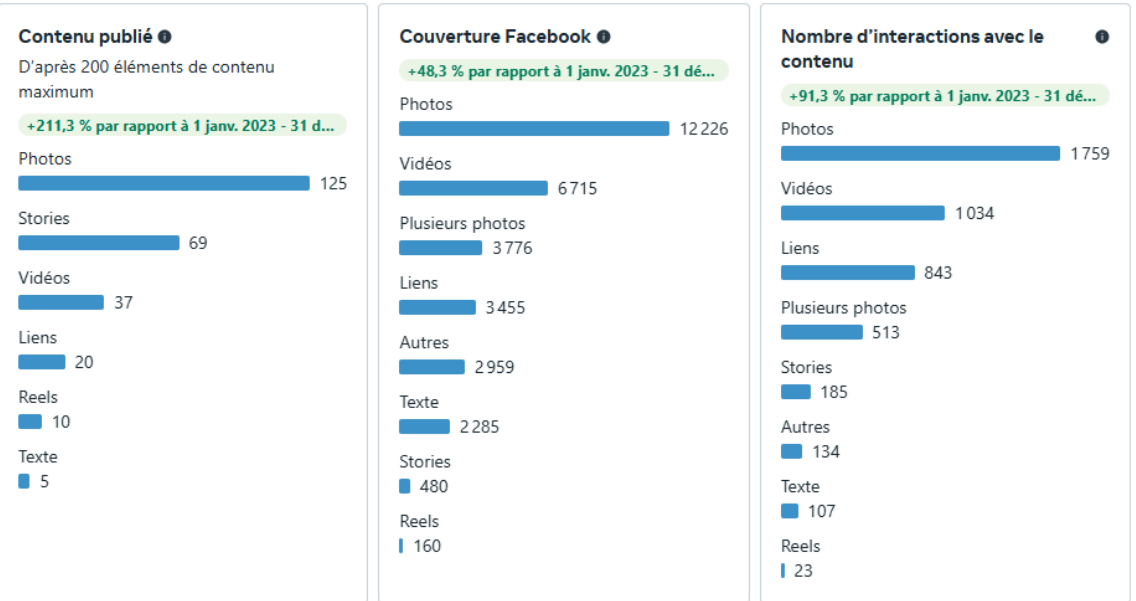 Contenu publié
D'après 200 éléments de contenu
maximum
+211,3 % par rapport à 1 janv. 2023 - 31 d...
Photos
125
Stories
69
Vidéos
37
Liens
20
Reels
10
Texte
5
Couverture Facebook
+48,3 % par rapport à 1 janv. 2023 - 31 dé...
Photos
12 226
Vidéos
6 715
Plusieurs photos
3 776
Liens
3 455
Autres
2 959
Texte
2 285
Stories
480
Reels
160
Nombre d'interactions avec le
contenu
+91,3 % par rapport à 1 janv. 2023 - 31 dé...
Photos
1 759
Vidéos
1 034
Liens
843
Plusieurs photos
513
Stories
185
Autres
134
Texte
107
Reels
23